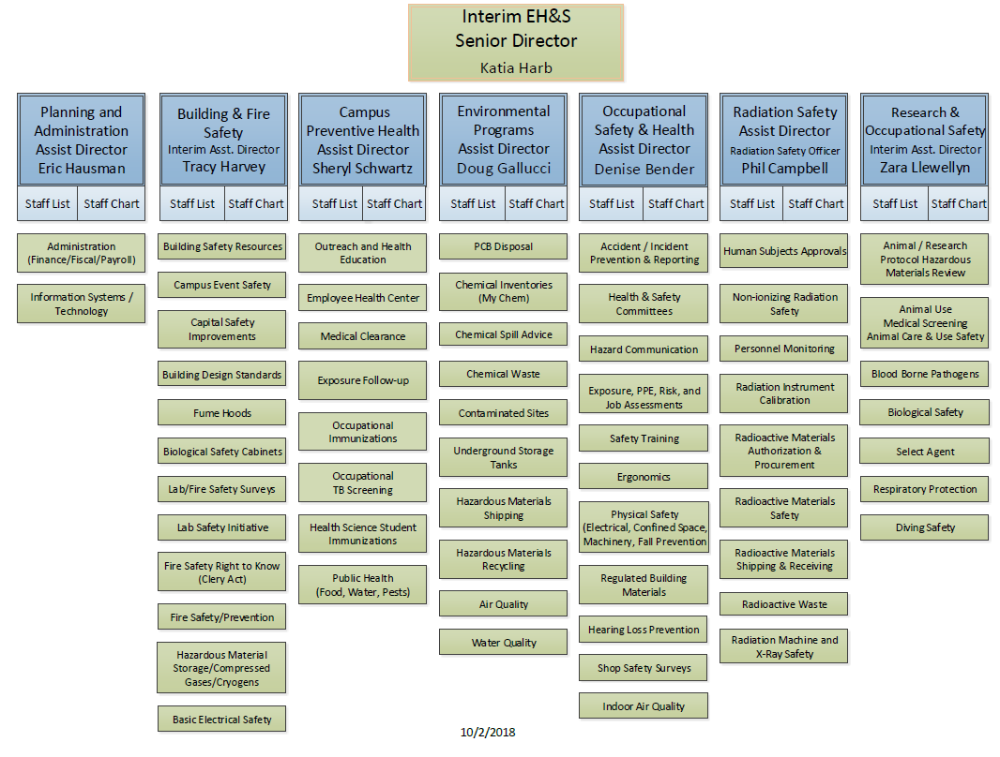 Interim EH&S
Senior Director
Katia Harb
Planning and
Administration
Assist Director
Eric Hausman
Staff List
Staff Chart
Administration
(Finance/Fiscal/Payroll)
Information Systems /
Technology
Building & Fire
Safety
Interim Asst. Director
Tracy Harvey
Staff List
Staff Chart
Building Safety Resources
Campus Event Safety
Capital Safety
Improvements
Building Design Standards
Fume Hoods
Biological Safety Cabinets
Lab/Fire Safety Surveys
Lab Safety Initiative
Fire Safety Right to Know
(Clery Act)
Fire Safety/Prevention
Hazardous Material
Storage/Compressed
Gases/Cryogens
Basic Electrical Safety
Campus
Preventive Health
Assist Director
Sheryl Schwartz
Staff List
Staff Chart
Outreach and Health
Education
Employee Health Center
Medical Clearance
Exposure Follow-up
Occupational
Immunizations
Occupational
TB Screening
Health Science Student
Immunizations
Public Health
(Food, Water, Pests)
Environmental
Programs
Assist Director
Doug Gallucci
Staff List
Staff Chart
PCB Disposal
Chemical Inventories
(My Chem)
Chemical Spill Advice
Chemical Waste
Contaminated Sites
Underground Storage
Tanks
Hazardous Materials
Shipping
Hazardous Materials
Recycling
Air Quality
Water Quality
Occupational
Safety & Health
Assist Director
Denise Bender
Staff List
Staff Chart
Accident / Incident
Prevention & Reporting
Health & Safety
Committees
Hazard Communication
Exposure, PPE, Risk, and
Job Assessments
Safety Training
Ergonomics
Physical Safety
(Electrical, Confined Space,
Machinery, Fall Prevention
Regulated Building
Materials
Hearing Loss Prevention
Shop Safety Surveys
Indoor Air Quality
Radiation Safety
Assist Director
Radiation Safety Officer
Phil Campbell
Staff List
Staff Chart
Human Subjects Approvals
Non-ionizing Radiation
Safety
Personnel Monitoring
Radiation Instrument
Calibration
Radioactive Materials
Authorization &
Procurement
Radioactive Materials
Safety
Radioactive Materials
Shipping & Receiving
Radioactive Waste
Radiation Machine and
X-Ray Safety
Research &
Occupational Safety
Interim Asst. Director
Zara Llewellyn
Staff List
Staff Chart
Animal / Research
Protocol Hazardous
Materials Review
Animal Use
Medical Screening
Animal Care & Use Safety
Blood Borne Pathogens
Biological Safety
Select Agent
Respiratory Protection
Diving Safety
10/2/2018